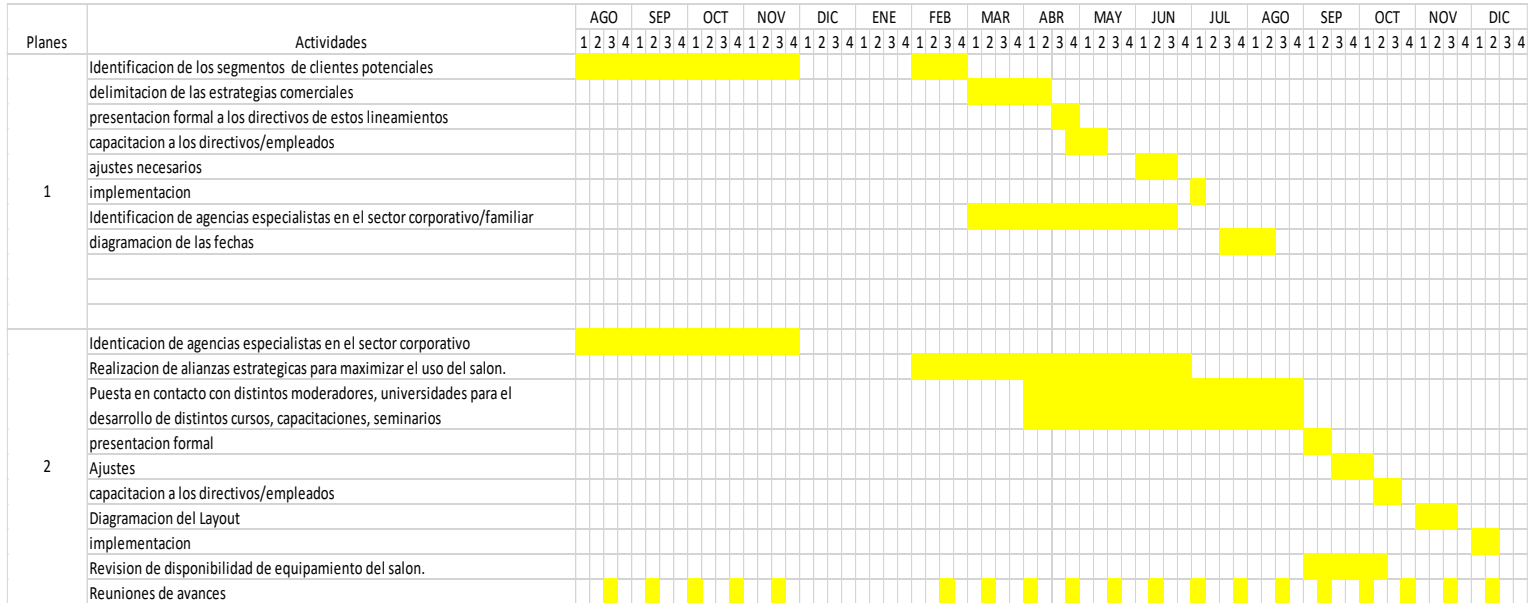 AGO SEP OCT NOV DIC ENE FEB MAR ABR MAY JUN JUL AGO SEP OCT NOV DIC
Planes Actividades 1 2 3 4 1 2 3 4 1 2 3 4 1 2 3 4 1 2 3 4 1 2 3 4 1 2 3 4 1 2 3 4 1 2 3 4 1 2 3 4 1 2 3 4 1 2 3 4 1 2 3 4 1 2 3 4 1 2 3 4 1 2 3 4 1 2 3 4
Identificacion de los segmentos de clientes potenciales
delimitacion de las estrategias comerciales
presentacion formal a los directivos de estos lineamientos
capacitacion a los directivos/empleados
ajustes necesarios
1 implementacion
Identificacion de agencias especialistas en el sector corporativo/familiar
diagramacion de las fechas
Identicacion de agencias especialistas en el sector corporativo
Realizacion de alianzas estrategicas para maximizar el uso del salon.
Puesta en contacto con distintos moderadores, universidades para el
desarrollo de distintos cursos, capacitaciones, seminarios
presentacion formal
2 Ajustes
capacitacion a los directivos/empleados
Diagramacion del Layout
implementacion
Revision de disponibilidad de equipamiento del salon.
Reuniones de avances